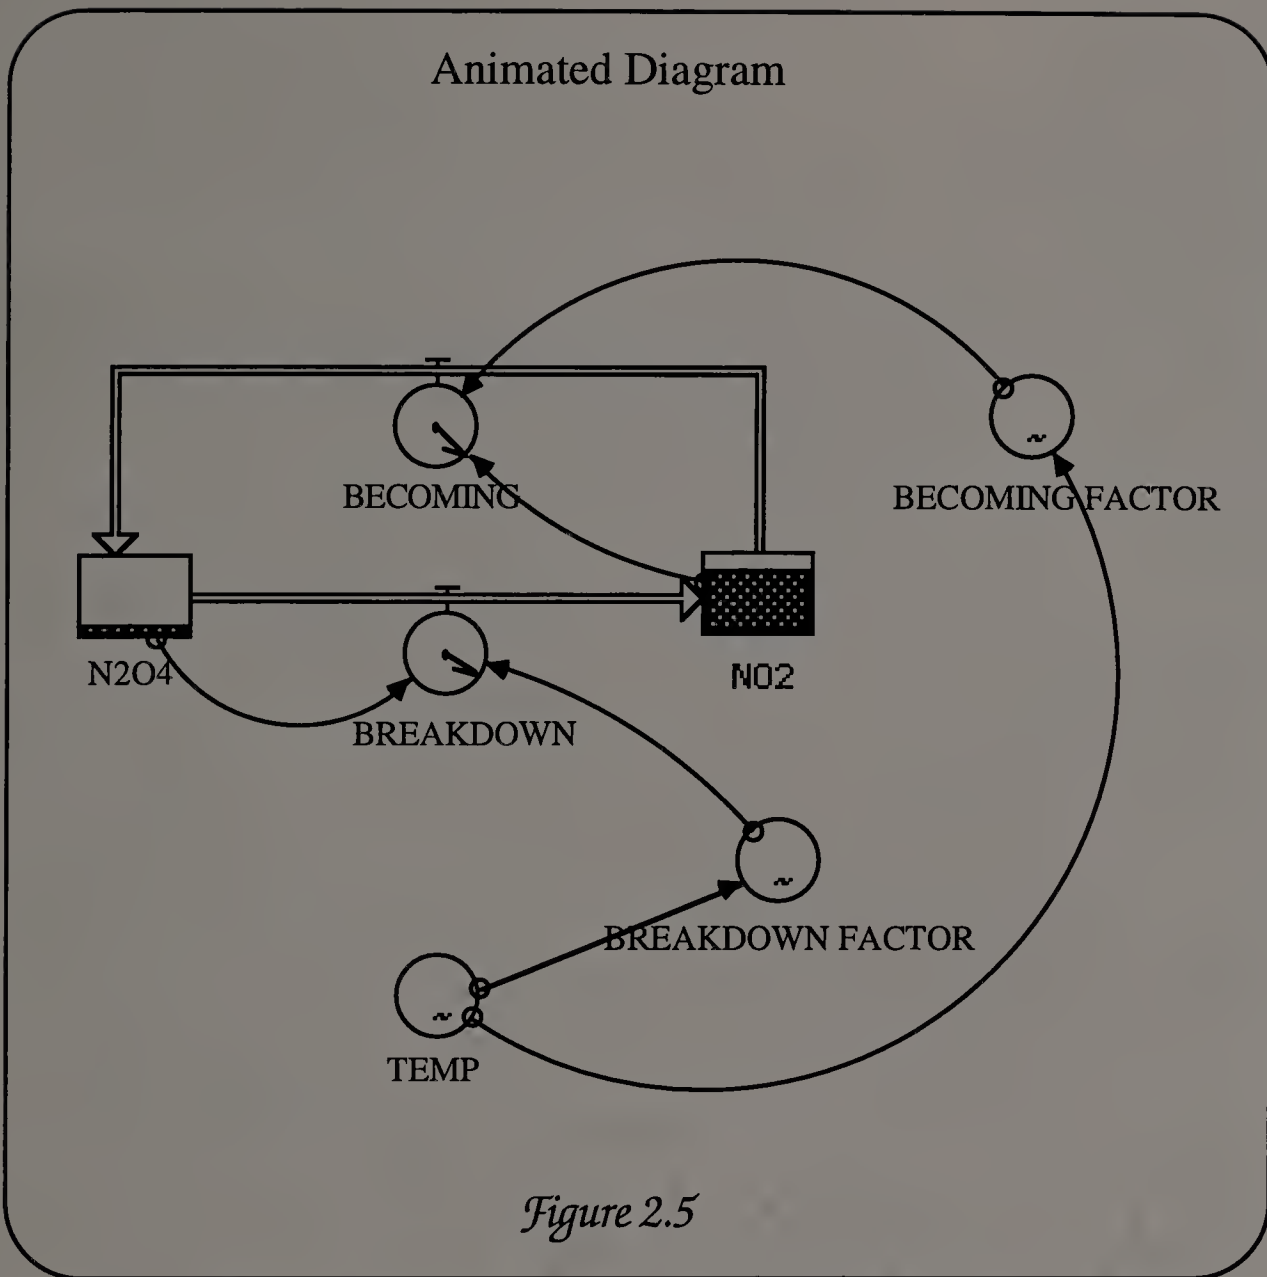 Animated Diagram
BECOMING
BECOMING FACTOR
N2O4
NO2
BREAKDOWN
BREAKDOWN FACTOR
TEMP
Figure 2.5